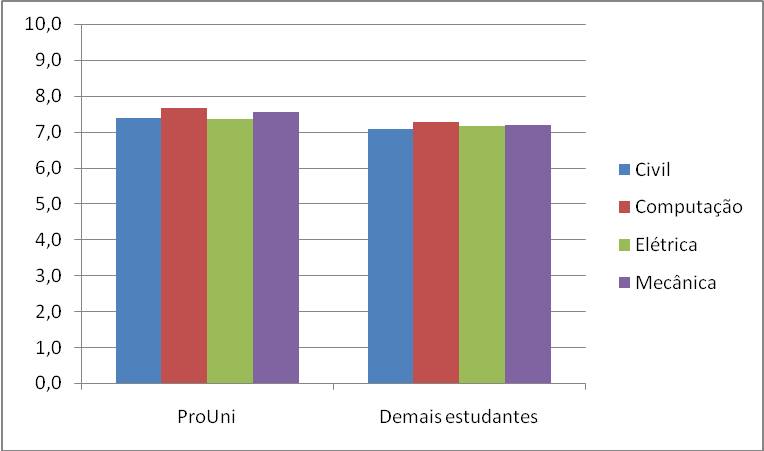 10,0
9,0
8,0
7,0
6,0
5,0
4,0
3,0
2,0
1,0
0,0
ProUni
Demais estudantes
Civil
Computação
Elétrica
Mecânica